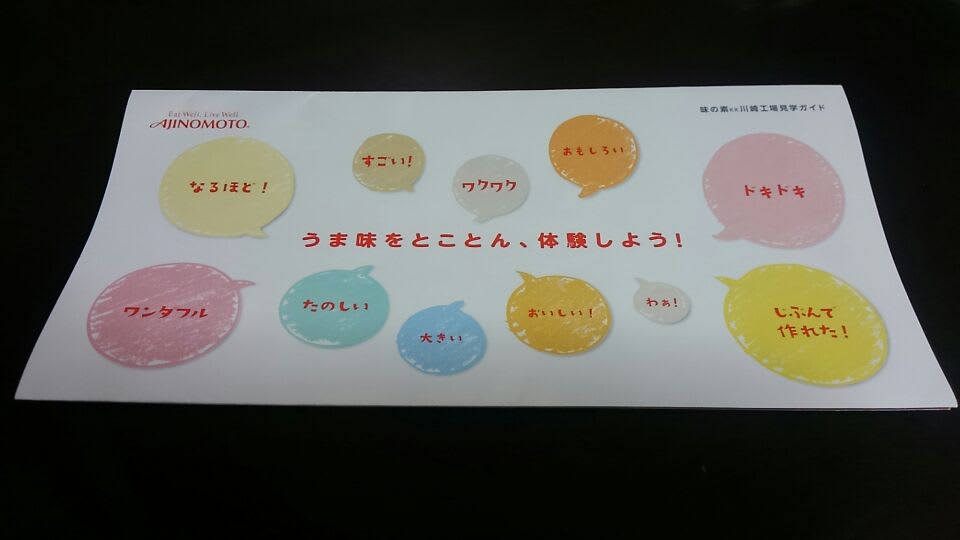 Eat Well, Live Well.
AJINOMOTO®
味の素KK川崎工場見学ガイド
なるほど！
すごい！
ワクワク
おもしろい
ドキドキ
うま味をとことん、体験しよう！
ワンダフル
たのしい
大きい
おいしい！
わぁ！
じぶんで
作れた！